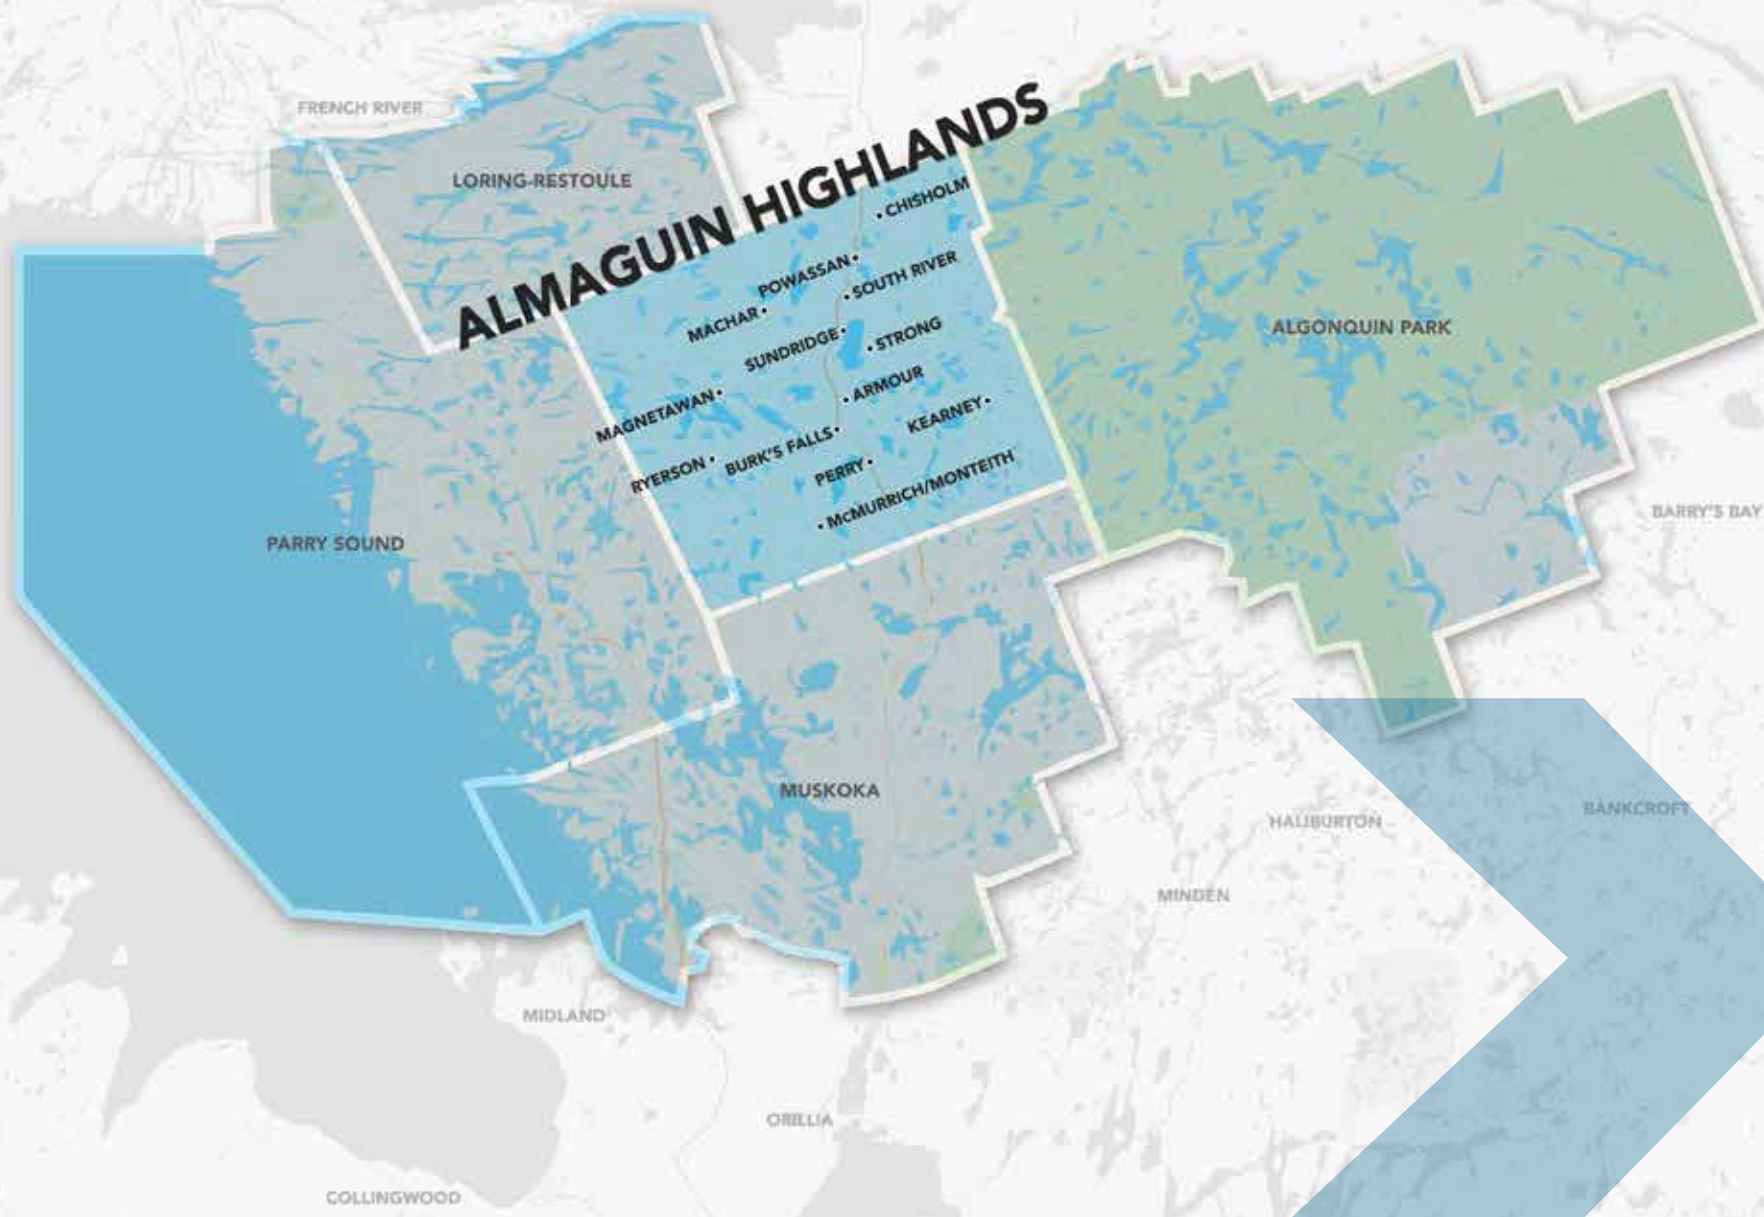 FRENCH RIVER
LORING-RESTOULE
ALMAGUIN HIGHLANDS
CHISHOLM
POWASSAN
SOUTH RIVER
MACHAR
SUNDRIDGE
STRONG
ALGONQUIN PARK
MAGNETAWAN
ARMOUR
KEARNEY
RYERSON
BURK'S FALLS
PERRY
McMURRICH/MONTEITH
BARRY'S BAY
PARRY SOUND
MUSKOKA
HALIBURTON
BANKCROFT
MINDEN
MIDLAND
ORILLIA
COLLINGWOOD